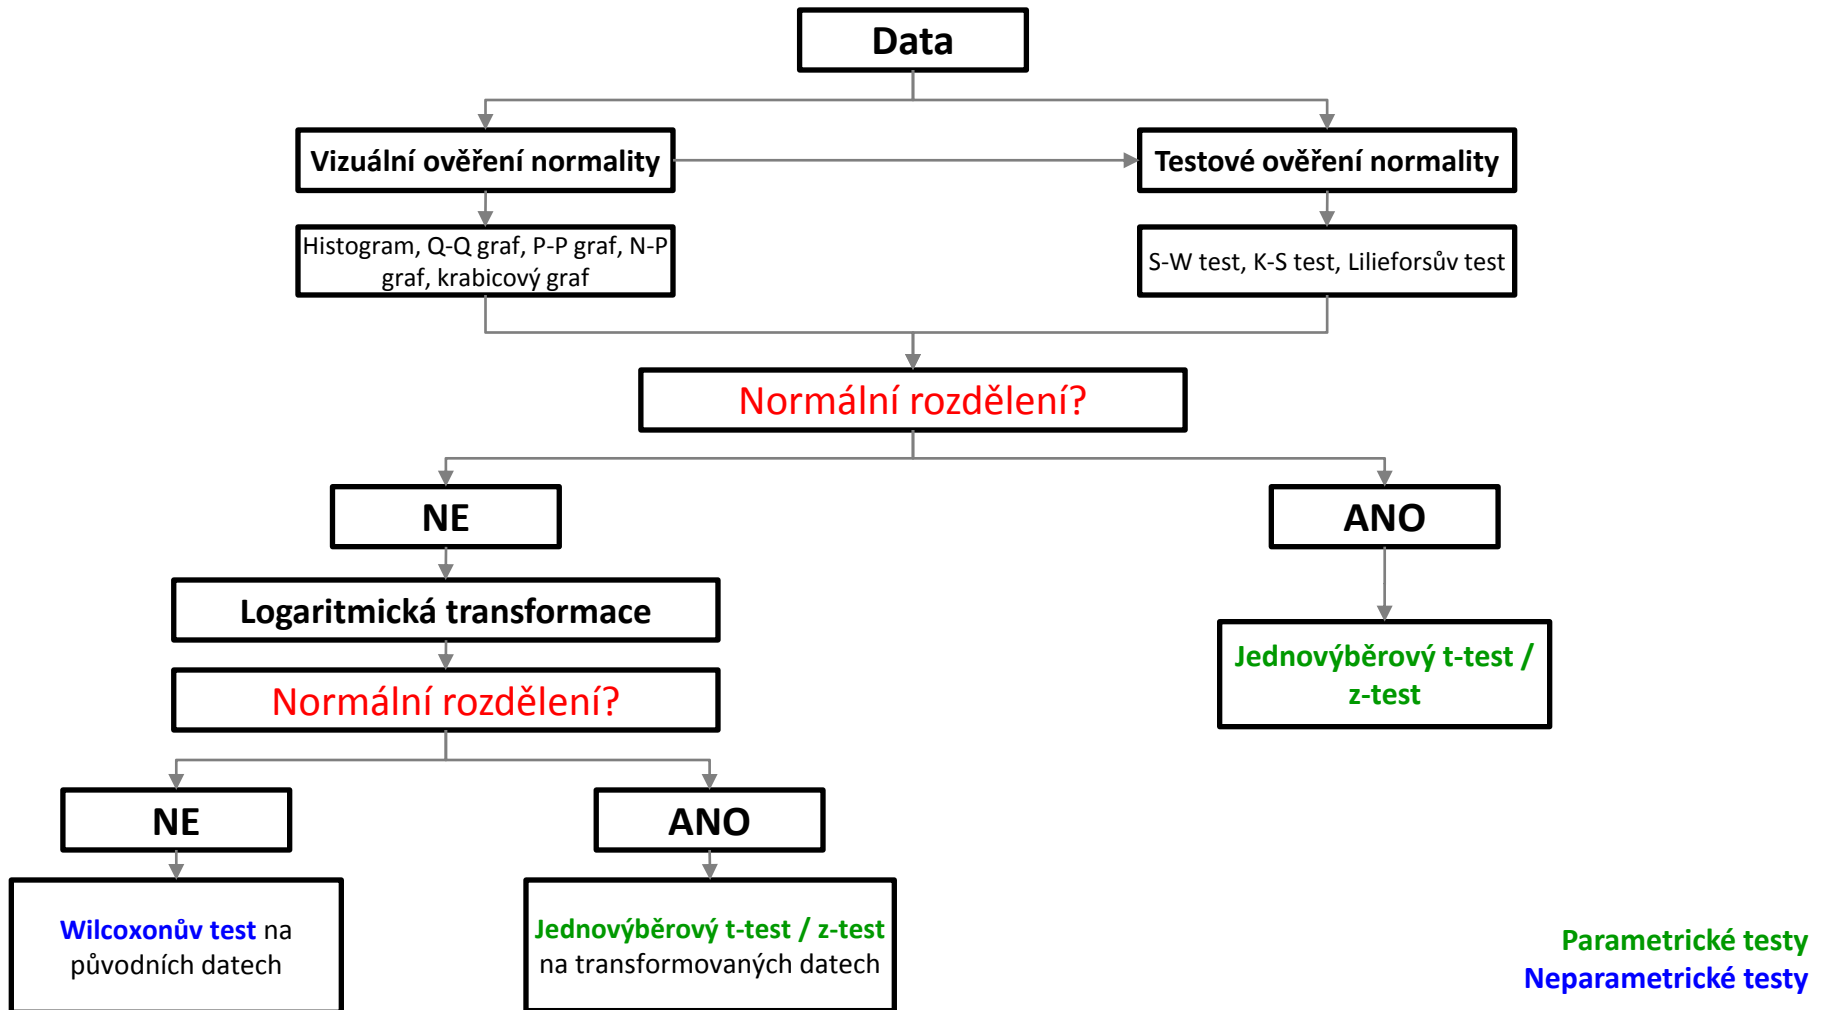 Data
Vizuální ověření normality
Testové ověření normality
Histogram, Q-Q graf, P-P graf, N-P
graf, krabicový graf
S-W test, K-S test, Lilieforsův test
Normální rozdělení?
NE
ANO
Logaritmická transformace
Normální rozdělení?
Jednovýběrový t-test /
z-test
NE
ANO
Wilcoxonův test na
původních datech
Jednovýběrový t-test / z-test
na transformovaných datech
Parametrické testy
Neparametrické testy